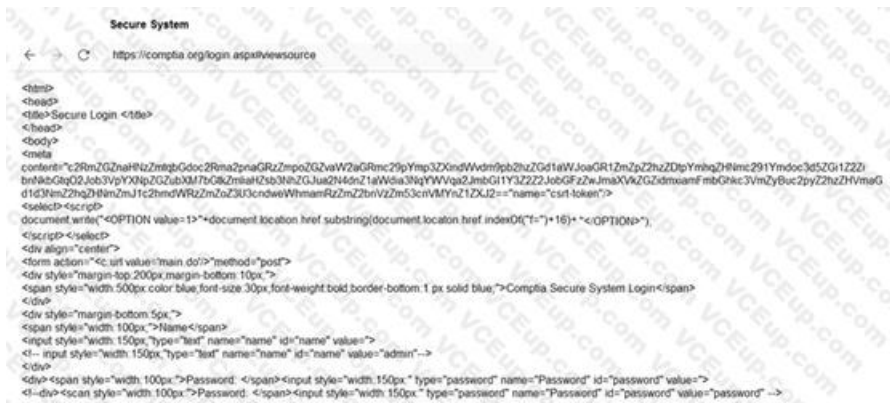 Secure System
https://comptia.org/login.aspx#viewsource
<html>
<head>
<title>Secure Login </title>
</head>
<body>
<meta
"name="csrt-token"/>
<select><script>
document.write("<OPTION value=1>"+document.location.href.substring(document.locaton.href.indexOf("f=")+16)+ "</OPTION>");
</script></select>
<div align="center">
<form action="<c:url value='main.do'/>"method="post">
<div style="margin-top:200px;margin-bottom:10px;">
<span style="width:500px;color:blue;font-size:30px;font-weight:bold;border-bottom:1 px solid blue;">Comptia Secure System Login</span>
</div>
<div style="margin-bottom:5px;">
<span style="width:100px;">Name</span>
<input style="width:150px;"type="text" name="name" id="name" value=">
<!-- input style="width:150px;"type="text" name="name" id="name" value="admin"-->
</div>
<div><span style="width:100px;">Password: </span><input style="width:150px;" type="password" name="Password" id="password" value=">
<!--div><scan style="width:100px;">Password: </span><input style="width:150px;" type="password" name="Password" id="password" value="password" -->